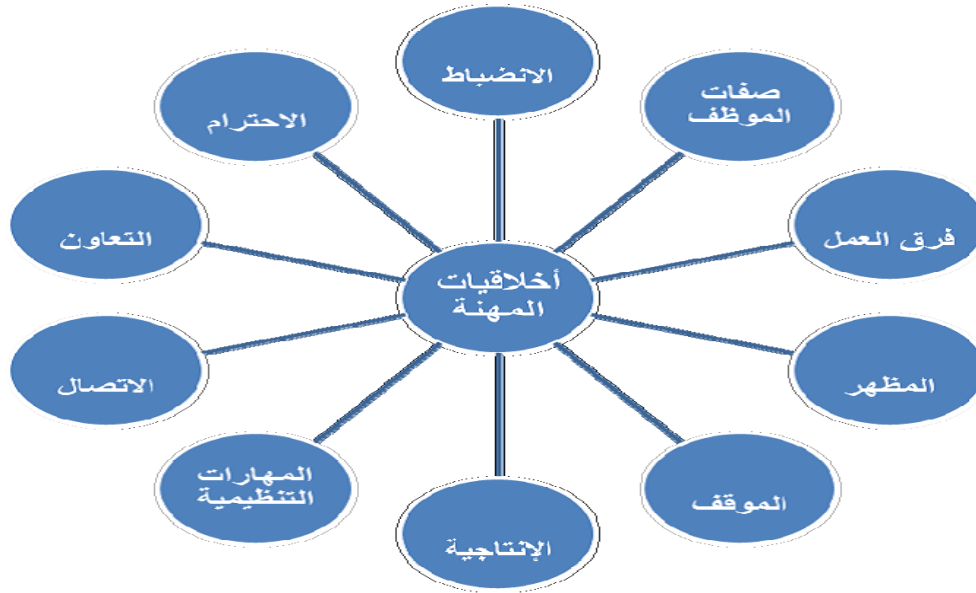 الانضباط
صفات
الموظف
فرق العمل
المظهر
الموقف
الإنتاجية
المهارات
التنظيمية
الاتصال
التعاون
الاحترام
أخلاقيات
المهنة